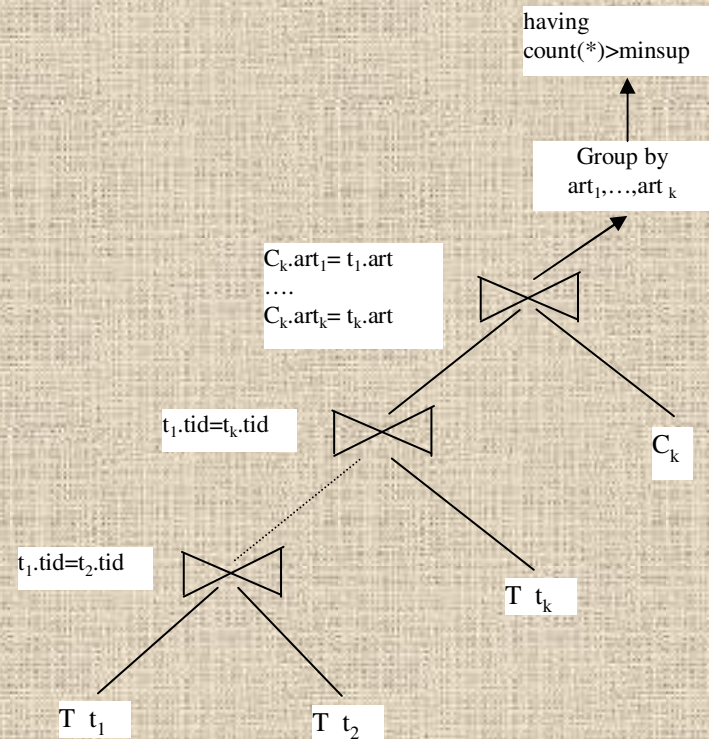 having
count(*)>minsup
Group by
art₁,…,art ₖ
Cₖ.art₁= t₁.art
….
Cₖ.artₖ= tₖ.art
t₁.tid=tₖ.tid
Cₖ
t₁.tid=t₂.tid
T tₖ
T t₁
T t₂